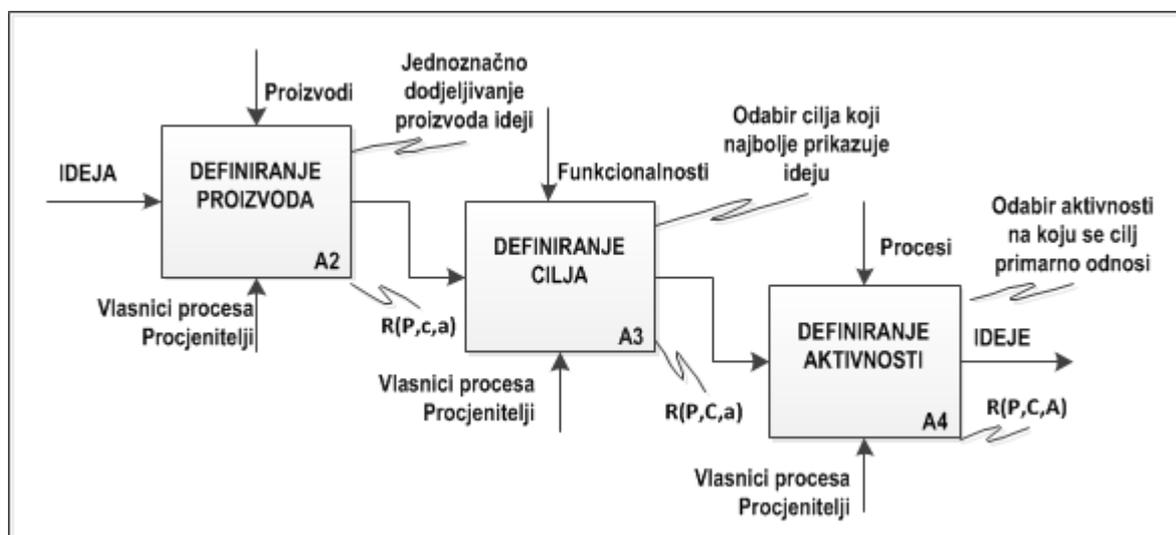 Proizvodi
Jednoznačno
dodjeljivanje
proizvoda ideji
IDEJA
DEFINIRANJE
PROIZVODA
A2
Vlasnici procesa
Procjenitelji
R(P,c,a)
Funkcionalnosti
Odabir cilja koji
najbolje prikazuje
ideju
DEFINIRANJE
CILJA
A3
Vlasnici procesa
Procjenitelji
R(P,C,a)
Procesi
Odabir aktivnosti
na koju se cilj
primarno odnosi
DEFINIRANJE
AKTIVNOSTI
A4
IDEJE
R(P,C,A)
Vlasnici procesa
Procjenitelji